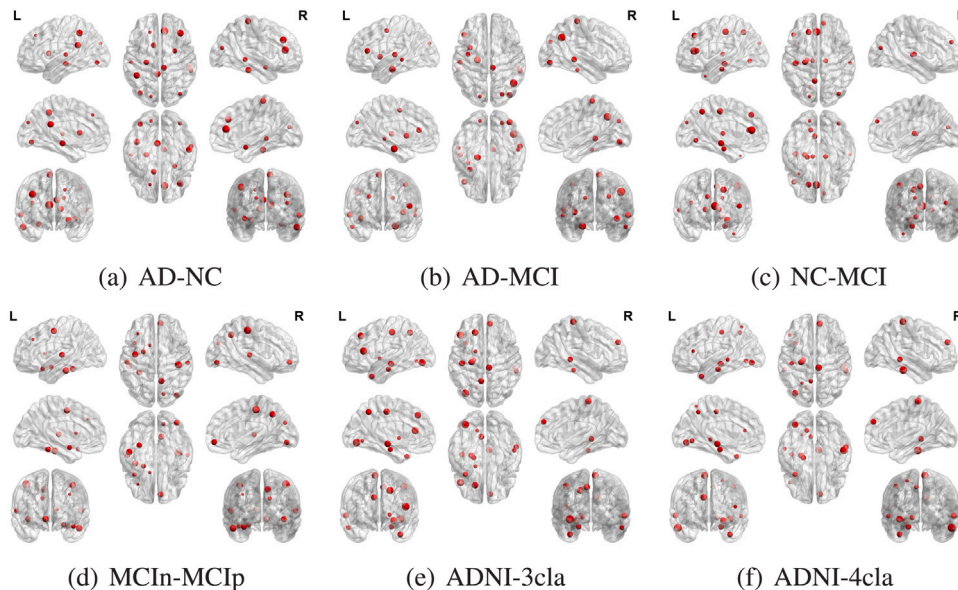 L R L R L
(a) AD-NC (b) AD-MCI (c) NC-MCI
L R L R L R
(d) MCIn-MCIp (e) ADNI-3cla (f) ADNI-4cla